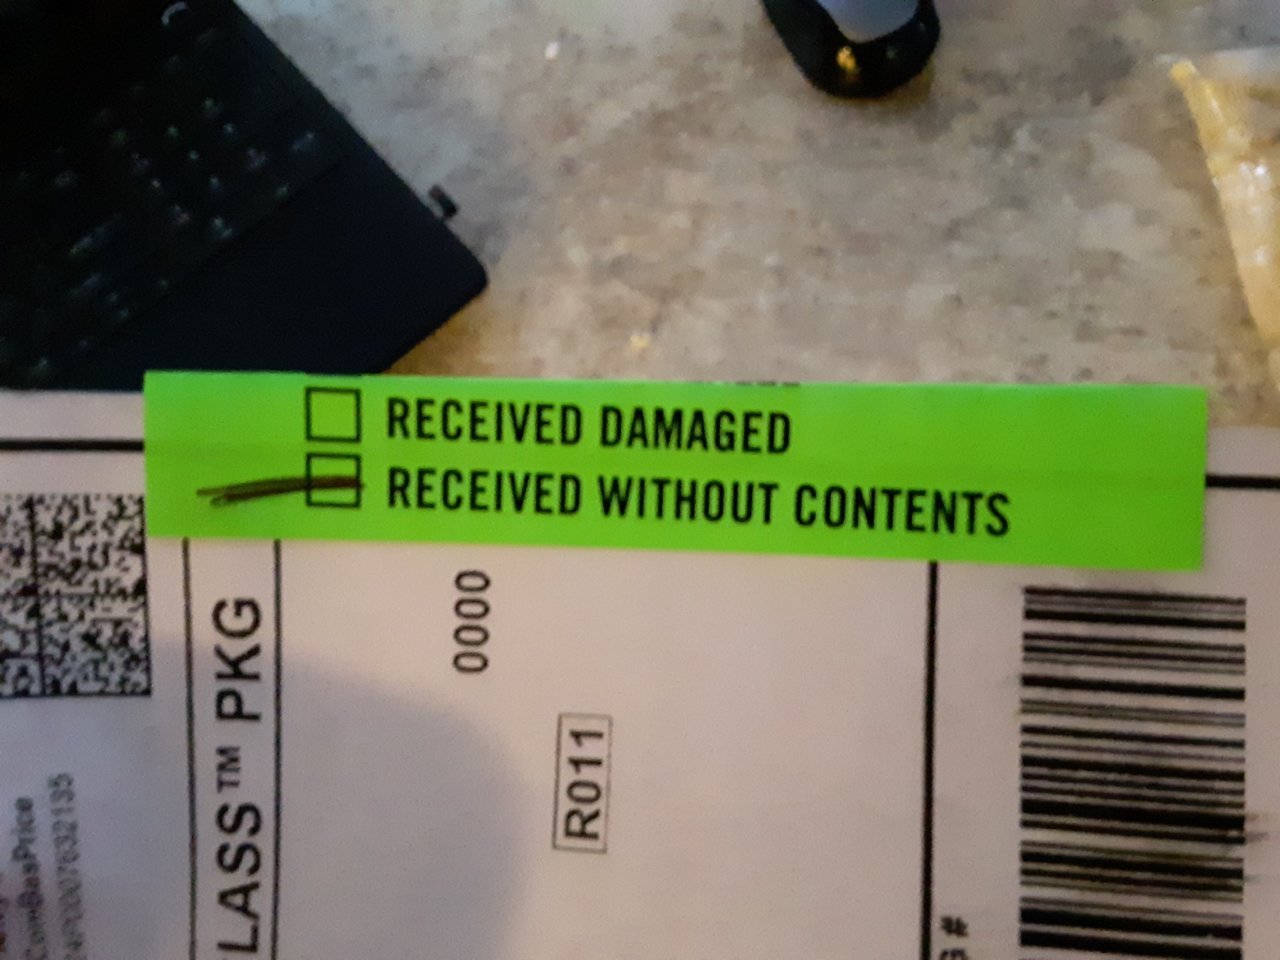 RECEIVED DAMAGED
RECEIVED WITHOUT CONTENTS
0000
R011
LASS™ PKG
#